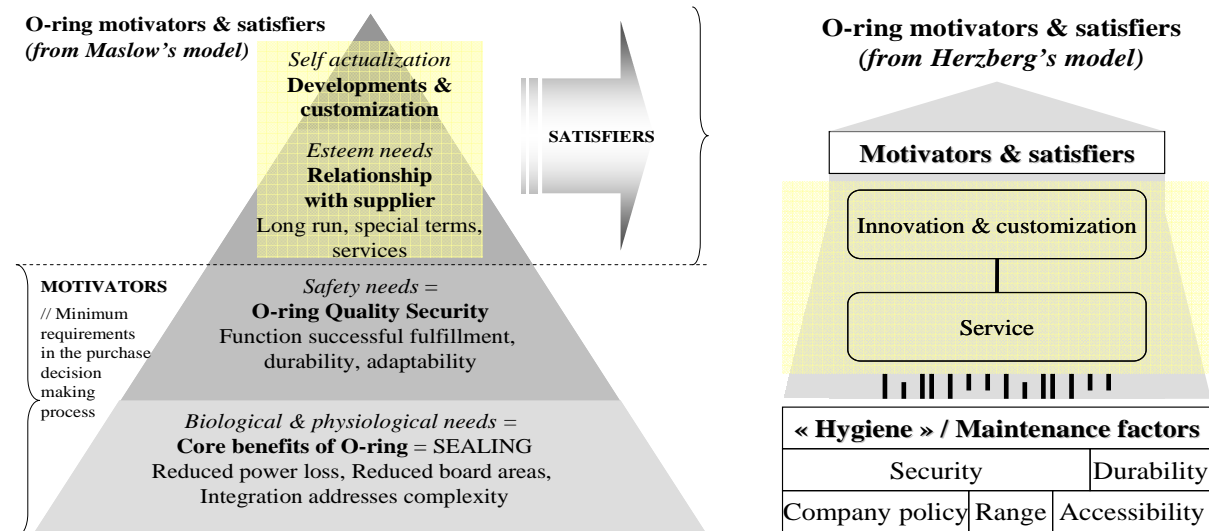 O-ring motivators & satisfiers
(from Maslow's model)
Self actualization
Developments &
customization
Esteem needs
Relationship
with supplier
Long run, special terms,
services
SATISFIERS
MOTIVATORS
// Minimum
requirements
in the purchase
decision
making
process
Safety needs =
O-ring Quality Security
Function successful fulfillment,
durability, adaptability
Biological & physiological needs =
Core benefits of O-ring = SEALING
Reduced power loss, Reduced board areas,
Integration addresses complexity
O-ring motivators & satisfiers
(from Herzberg's model)
Motivators & satisfiers
Innovation & customization
Service
« Hygiene » / Maintenance factors
Security
Durability
Company policy
Range
Accessibility